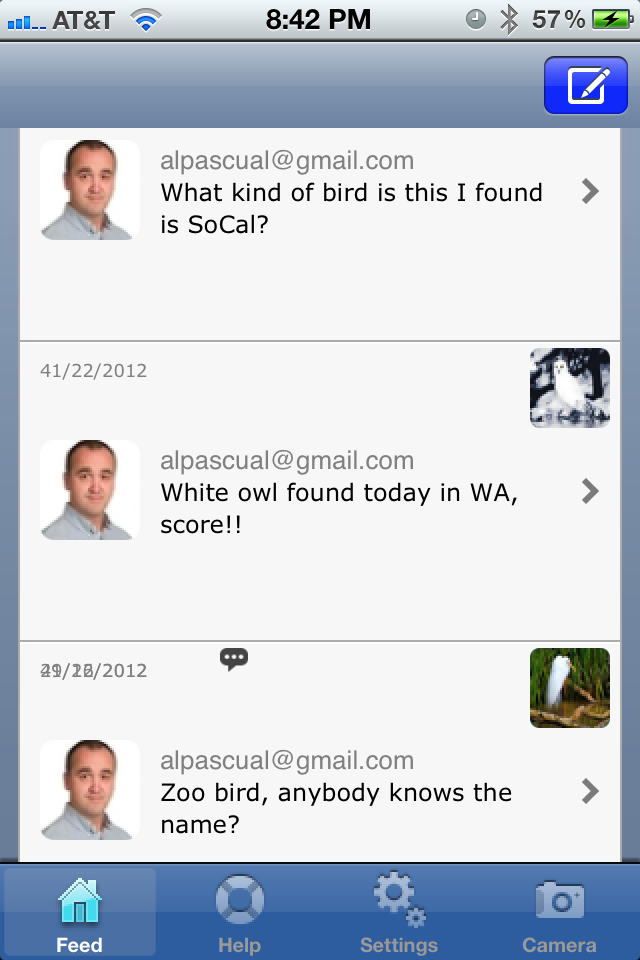 AT&T 8:42 PM 57%
alpascual@gmail.com
What kind of bird is this I found
is SoCal?
41/22/2012
alpascual@gmail.com
White owl found today in WA,
score!!
/2012
alpascual@gmail.com
Zoo bird, anybody knows the
name?
Feed Help Settings Camera